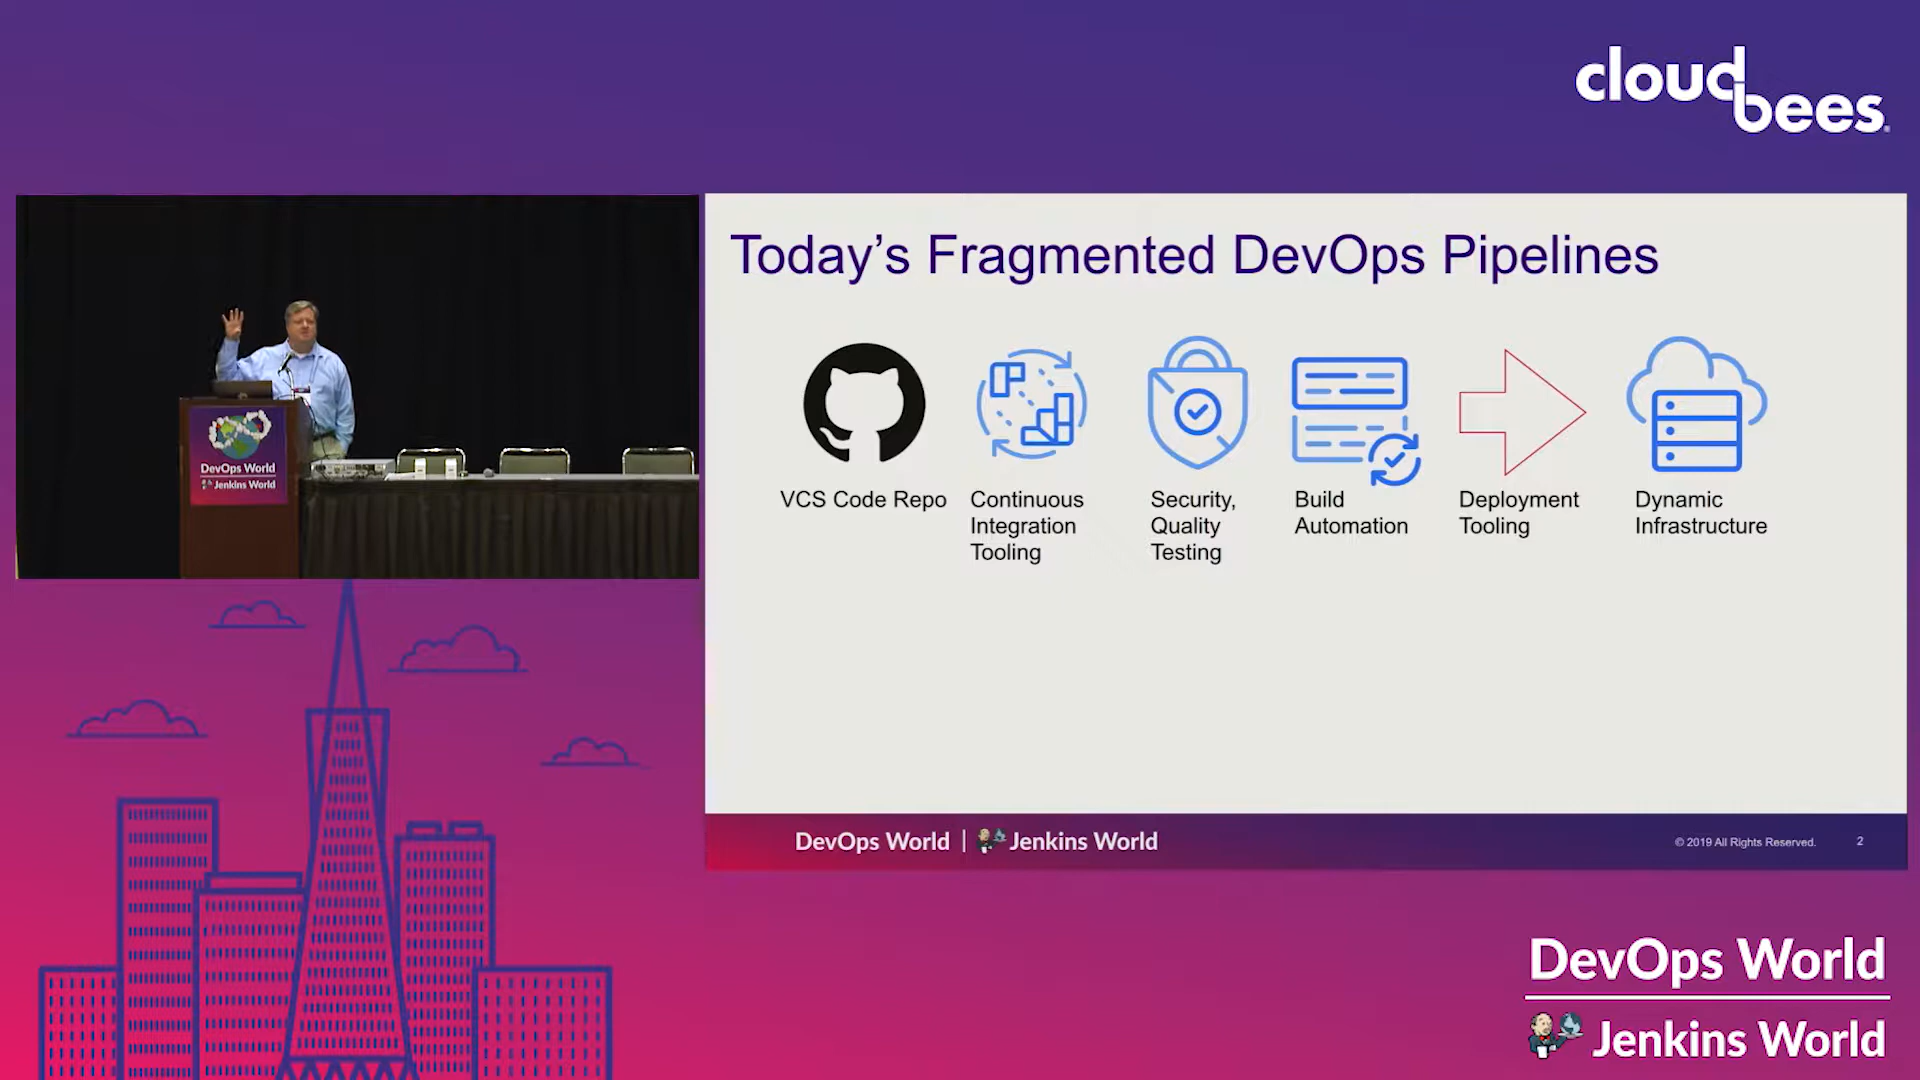 cloudbees
Today's Fragmented DevOps Pipelines
VCS Code Repo
Continuous
Integration
Tooling
Security,
Quality
Testing
Build
Automation
Deployment
Tooling
Dynamic
Infrastructure
DevOps World
Jenkins World
DevOps World | Jenkins World
© 2019 All Rights Reserved.
2
DevOps World
Jenkins World